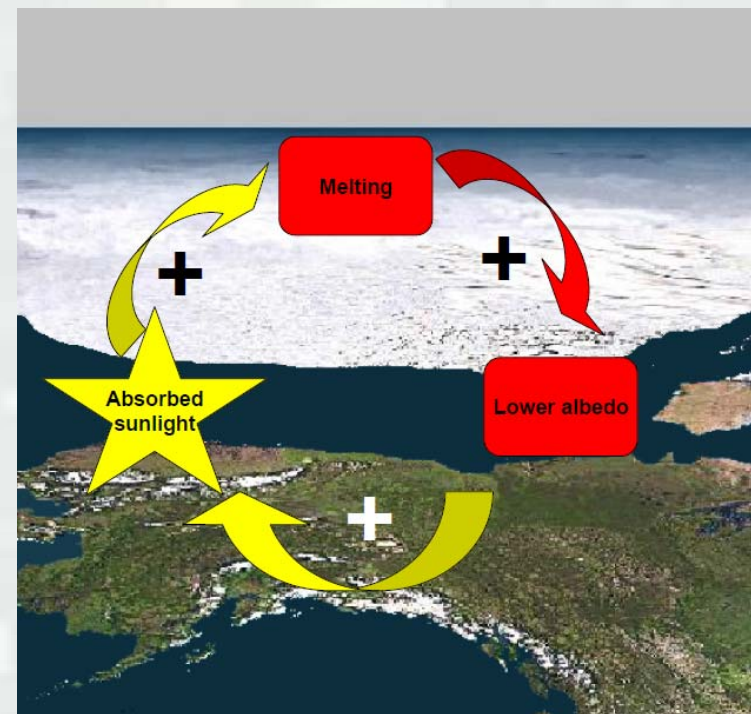 Melting
+
+
Absorbed
sunlight
Lower albedo
+